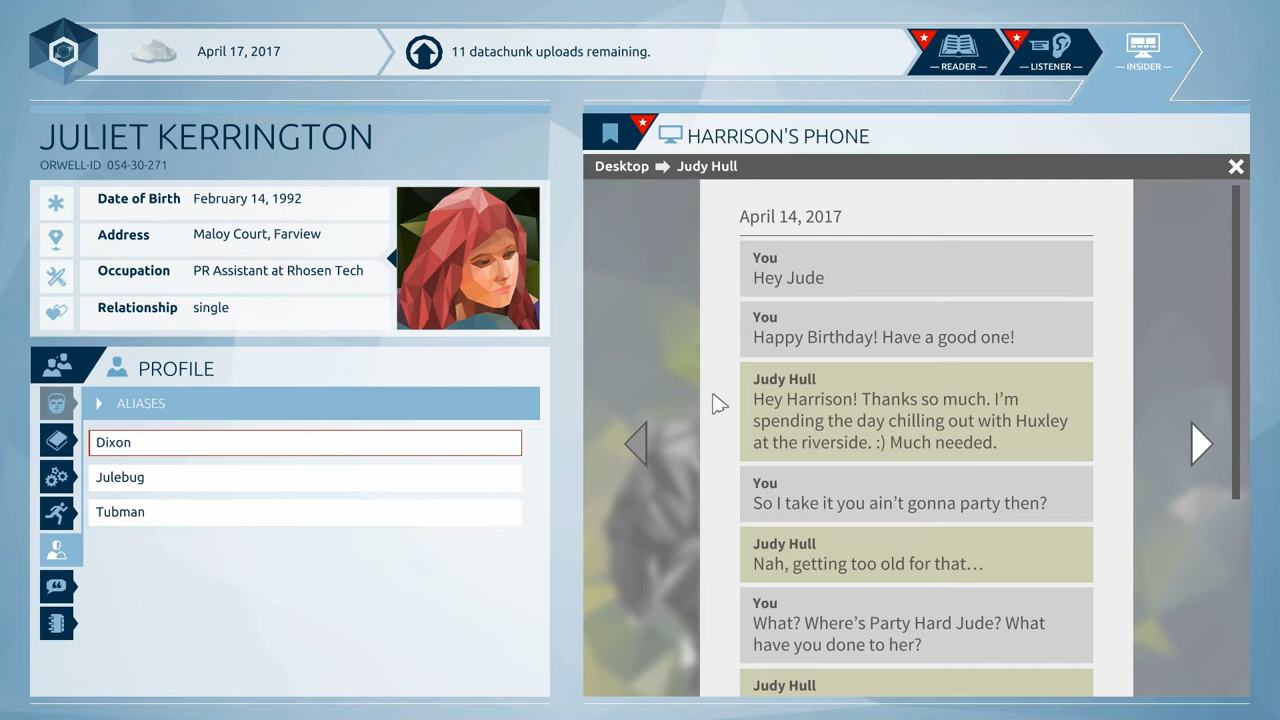 April 17, 2017
11 datachunk uploads remaining.
— READER —
— LISTENER —
— INSIDER —
JULIET KERRINGTON
ORWELL-ID 054-30-271
Date of Birth February 14, 1992
Address Maloy Court, Farview
Occupation PR Assistant at Rhosen Tech
Relationship single
PROFILE
ALIASES
Dixon
Julebug
Tubman
HARRISON'S PHONE
Desktop Judy Hull
April 14, 2017
You
Hey Jude
You
Happy Birthday! Have a good one!
Judy Hull
Hey Harrison! Thanks so much. I'm
spending the day chilling out with Huxley
at the riverside. :) Much needed.
You
So I take it you ain't gonna party then?
Judy Hull
Nah, getting too old for that…
You
What? Where's Party Hard Jude? What
have you done to her?
Judy Hull